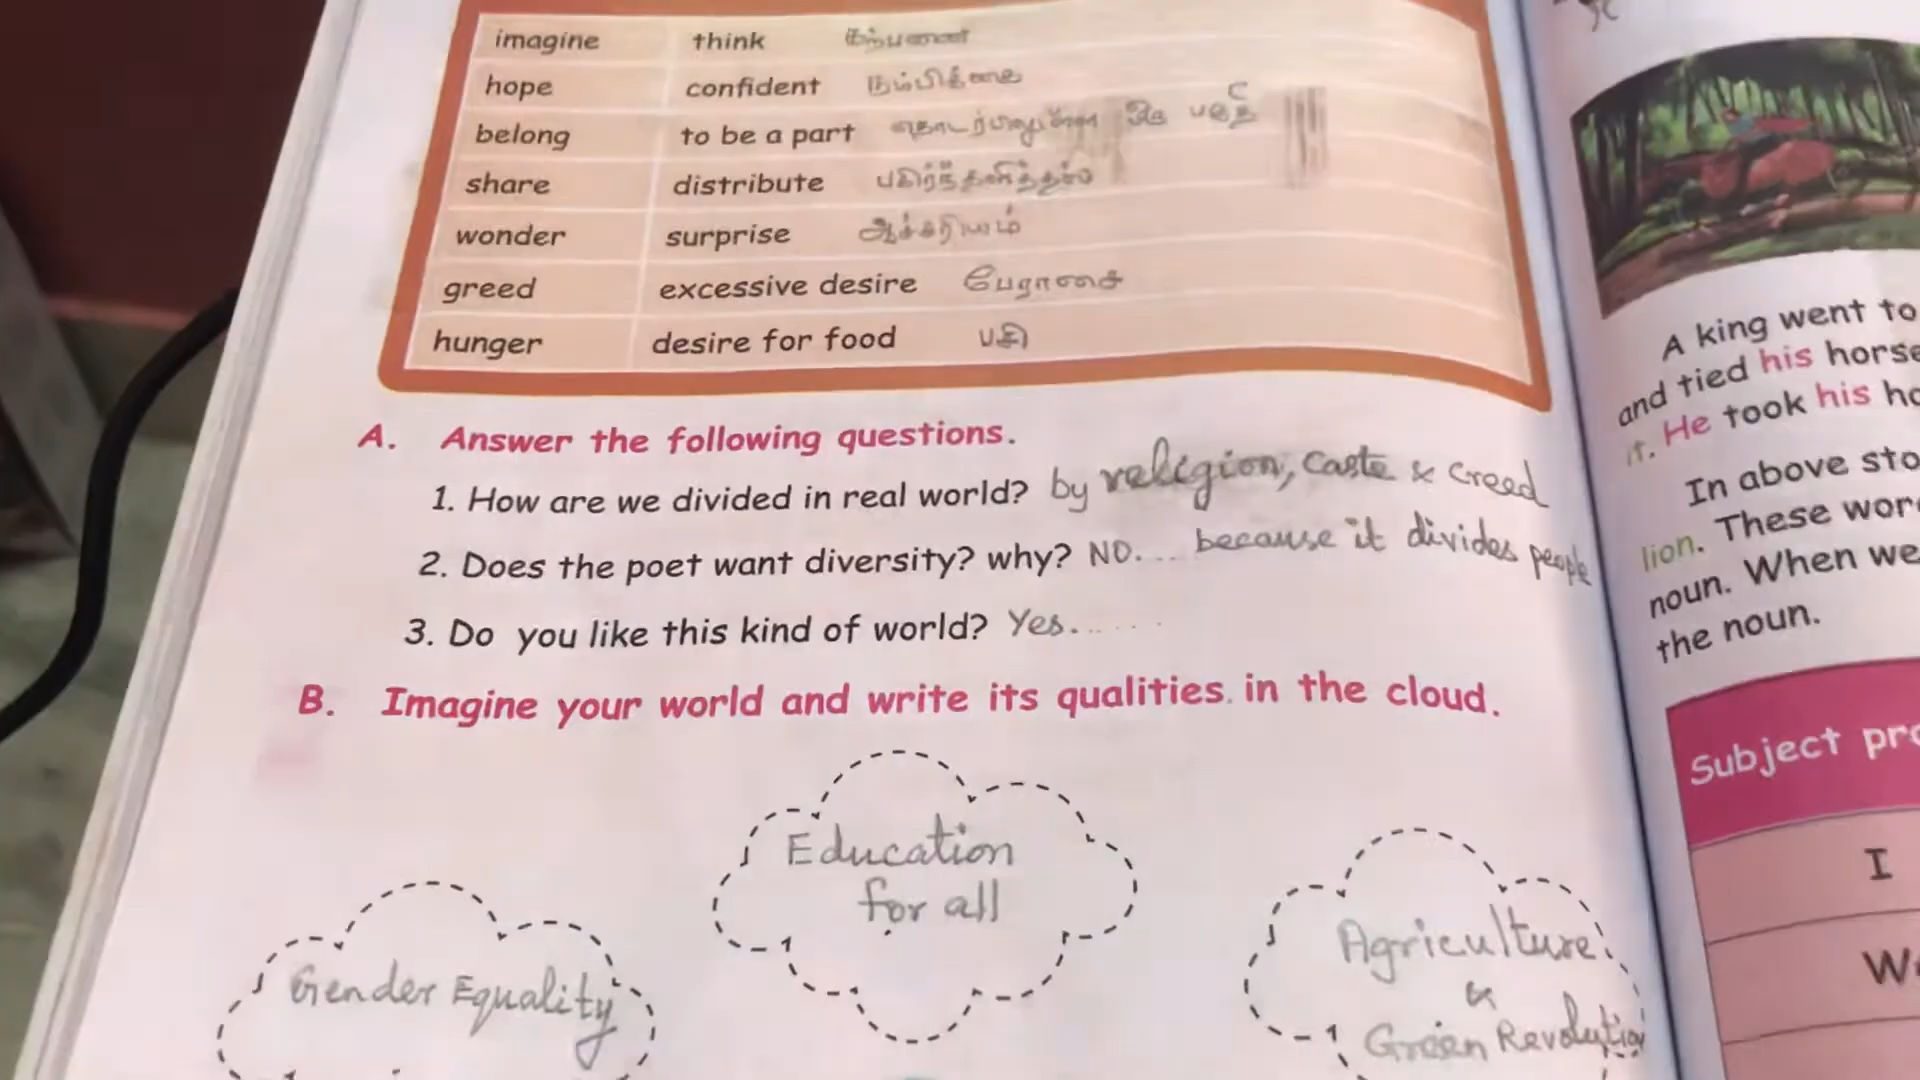 imagine think கற்பனை
hope confident நம்பிக்கை
belong to be a part தொடர்புடைய ஒரு பகுதி
share distribute பகிர்ந்தளித்தல்
wonder surprise ஆச்சரியம்
greed excessive desire பேராசை
hunger desire for food பசி
A. Answer the following questions.
1. How are we divided in real world? by religion, caste & creed
2. Does the poet want diversity? why? NO.... because it divides people
3. Do you like this kind of world? Yes......
B. Imagine your world and write its qualities in the cloud.
Education
for all
Gender Equality
Agriculture
&
Green Revolution
A king went to
and tied his horse
it. He took his
In above
lion. These
noun. When we
the noun.
Subject
I